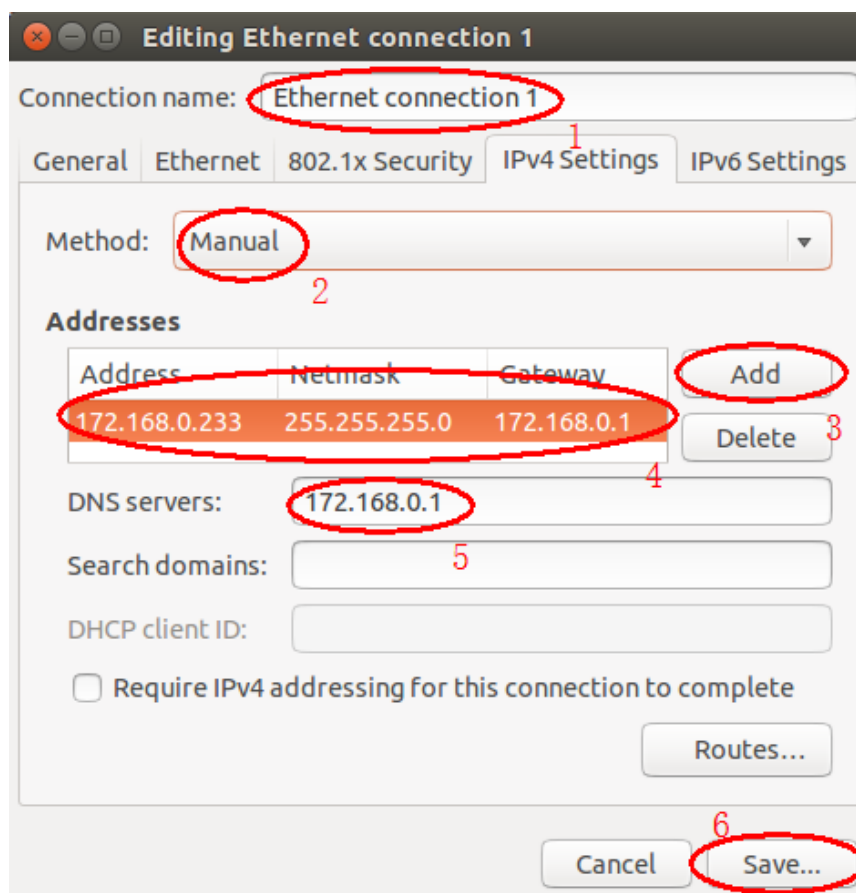 Editing Ethernet connection 1
Connection name: Ethernet connection 1
1
General Ethernet 802.1x Security IPv4 Settings IPv6 Settings
Method: Manual
2
Addresses
Address Netmask Gateway Add
172.168.0.233 255.255.255.0 172.168.0.1
Delete 3
4
DNS servers: 172.168.0.1
5
Search domains:
DHCP client ID:
Require IPv4 addressing for this connection to complete
Routes...
6
Cancel Save...